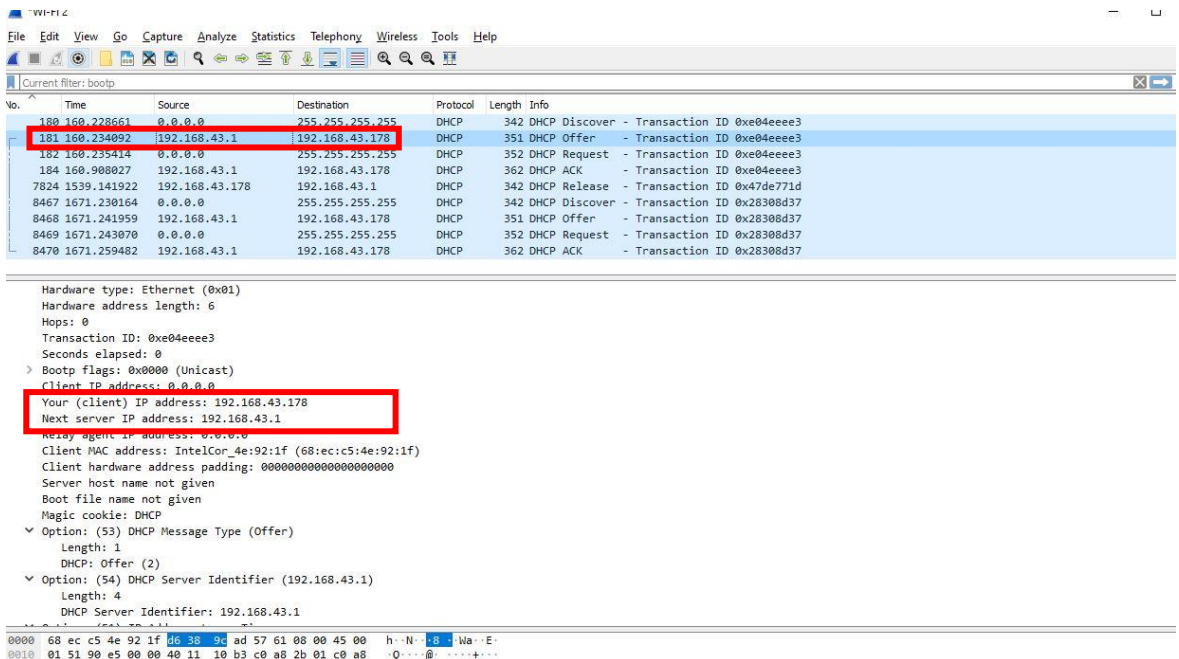 *Wi-Fi 2
File Edit View Go Capture Analyze Statistics Telephony Wireless Tools Help
Current filter: bootp
No. Time Source Destination Protocol Length Info
180 160.228661 0.0.0.0 255.255.255.255 DHCP 342 DHCP Discover - Transaction ID 0xe04eeee3
181 160.234092 192.168.43.1 192.168.43.178 DHCP 351 DHCP Offer - Transaction ID 0xe04eeee3
182 160.235414 0.0.0.0 255.255.255.255 DHCP 352 DHCP Request - Transaction ID 0xe04eeee3
184 160.908027 192.168.43.1 192.168.43.178 DHCP 362 DHCP ACK - Transaction ID 0xe04eeee3
7824 1539.141922 192.168.43.178 192.168.43.1 DHCP 342 DHCP Release - Transaction ID 0x47de771d
8467 1671.230164 0.0.0.0 255.255.255.255 DHCP 342 DHCP Discover - Transaction ID 0x28308d37
8468 1671.241959 192.168.43.1 192.168.43.178 DHCP 351 DHCP Offer - Transaction ID 0x28308d37
8469 1671.243070 0.0.0.0 255.255.255.255 DHCP 352 DHCP Request - Transaction ID 0x28308d37
8470 1671.259482 192.168.43.1 192.168.43.178 DHCP 362 DHCP ACK - Transaction ID 0x28308d37
Hardware type: Ethernet (0x01)
Hardware address length: 6
Hops: 0
Transaction ID: 0xe04eeee3
Seconds elapsed: 0
> Bootp flags: 0x0000 (Unicast)
Client IP address: 0.0.0.0
Your (client) IP address: 192.168.43.178
Next server IP address: 192.168.43.1
Relay agent IP address: 0.0.0.0
Client MAC address: IntelCor_4e:92:1f (68:ec:c5:4e:92:1f)
Client hardware address padding: 00000000000000000000
Server host name not given
Boot file name not given
Magic cookie: DHCP
Option: (53) DHCP Message Type (Offer)
Length: 1
DHCP: Offer (2)
Option: (54) DHCP Server Identifier (192.168.43.1)
Length: 4
DHCP Server Identifier: 192.168.43.1
0000 68 ec c5 4e 92 1f d6 38 9c ad 57 61 08 00 45 00 h··N···8 ··Wa··E·
0010 01 51 90 e5 00 00 40 11 10 b3 c0 a8 2b 01 c0 a8 ·Q····@· ····+···